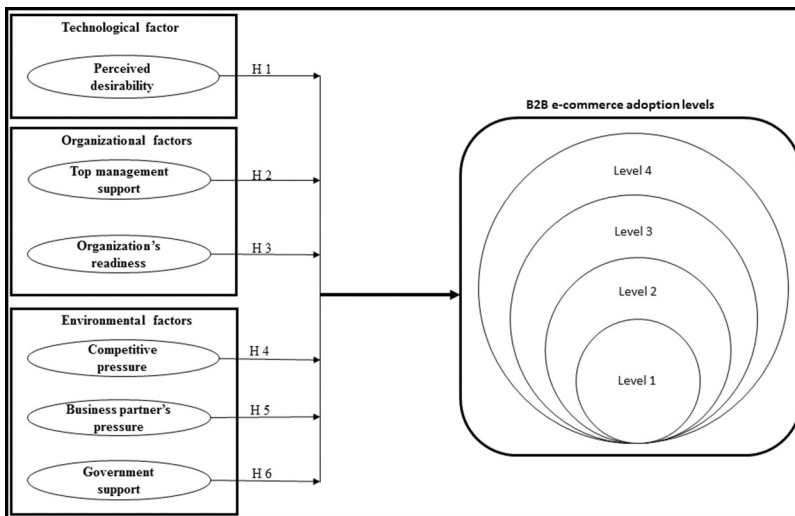 Technological factor
Perceived
desirability
H 1
Organizational factors
Top management
support
H 2
Organization's
readiness
H 3
Environmental factors
Competitive
pressure
H 4
Business partner's
pressure
H 5
Government
support
H 6
B2B e-commerce adoption levels
Level 4
Level 3
Level 2
Level 1